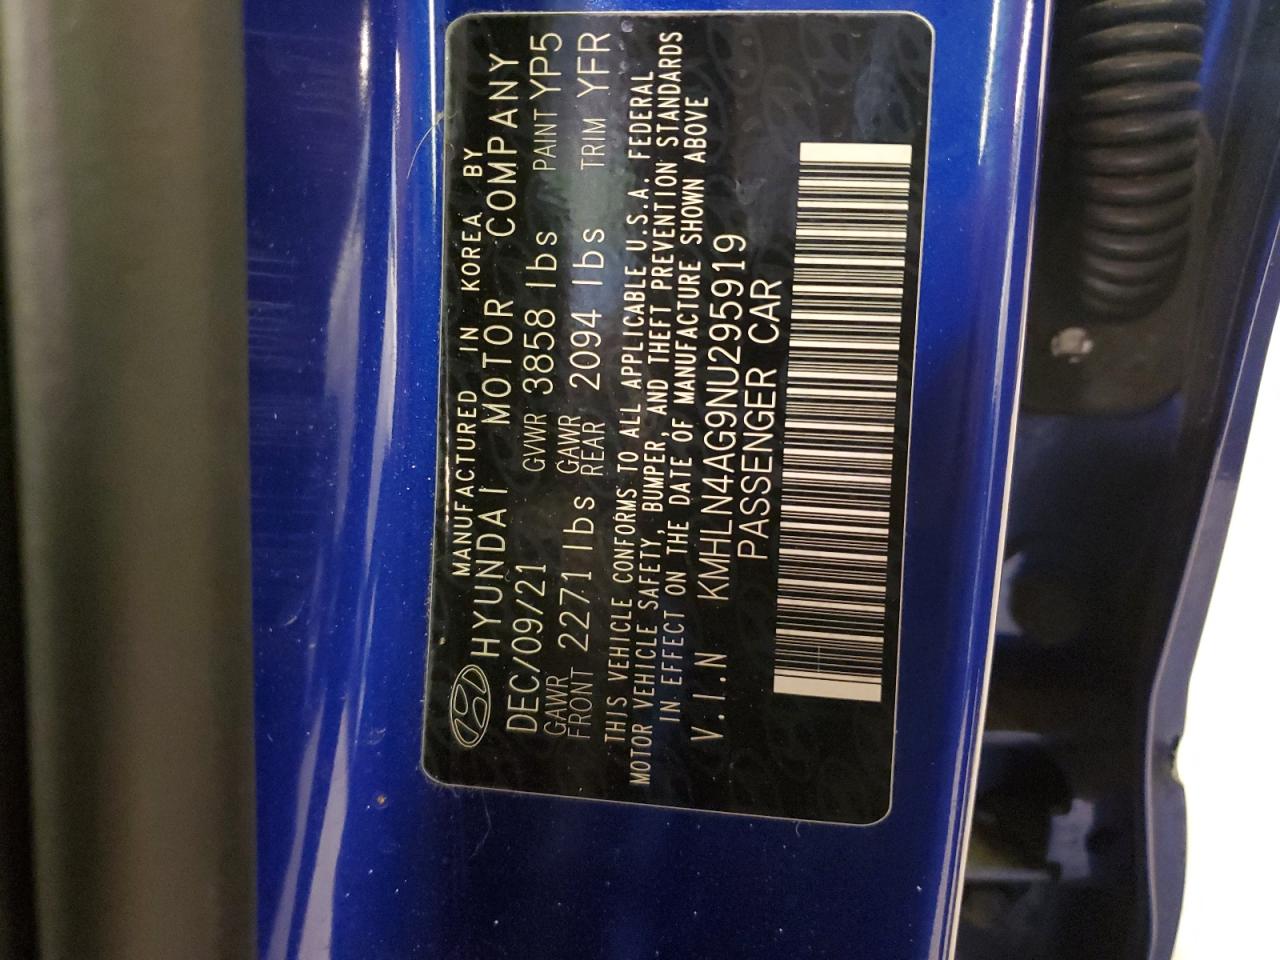 MANUFACTURED IN KOREA BY
HYUNDAI MOTOR COMPANY
DEC/09/21 GVWR 3858 lbs PAINT YP5
GAWR FRONT 2271 lbs GAWR REAR 2094 lbs TRIM YFR
THIS VEHICLE CONFORMS TO ALL APPLICABLE U.S.A. FEDERAL
MOTOR VEHICLE SAFETY, BUMPER, AND THEFT PREVENTION STANDARDS
IN EFFECT ON THE DATE OF MANUFACTURE SHOWN ABOVE
V.I.N KMHLN4AG9NU295919
PASSENGER CAR